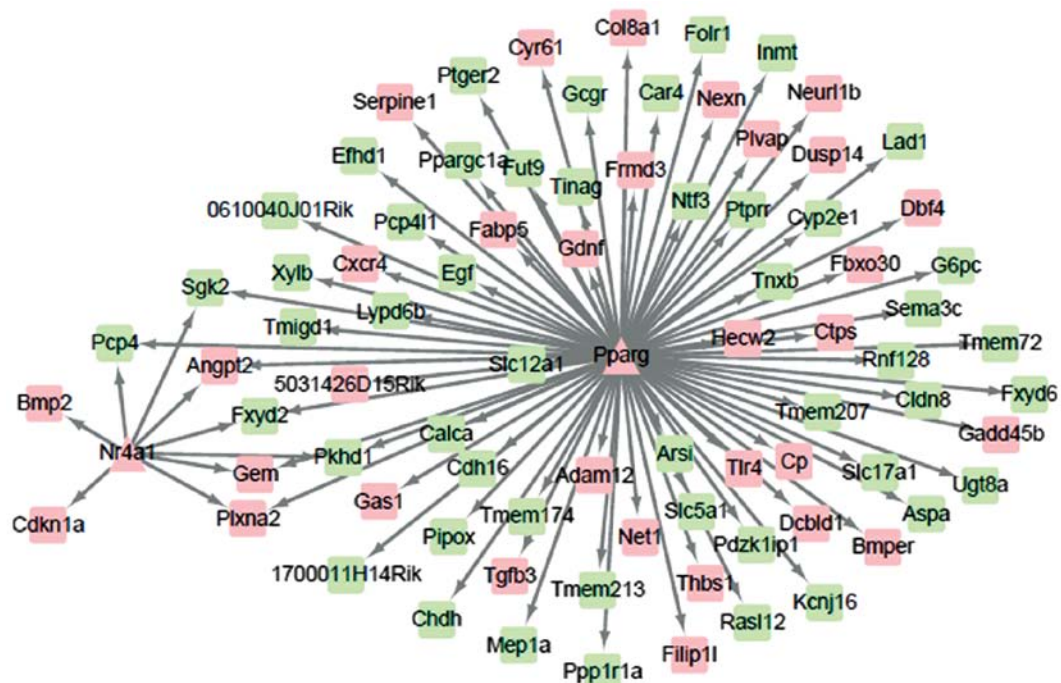 Col8a1
Folr1
Cyr61
Inmt
Ptger2
Gcgr
Car4
Nexn
Neurl1b
Serpine1
Plvap
Lad1
Efhd1
Ppargc1a
Fut9
Tinag
Frmd3
Dusp14
0610040J01Rik
Pcp4l1
Fabp5
Gdnf
Ntf3
Ptprr
Cyp2e1
Dbf4
Xylb
Cxcr4
Egf
Tnxb
Fbxo30
G6pc
Sgk2
Lypd6b
Sema3c
Pcp4
Tmigd1
Hecw2
Ctps
Tmem72
Angpt2
Slc12a1
Pparg
Rnf128
Bmp2
5031426D15Rik
Fxyd6
Fxyd2
Cldn8
Calca
Tmem207
Gadd45b
Nr4a1
Gem
Pkhd1
Cdh16
Adam12
Arsi
Tlr4
Cp
Slc17a1
Ugt8a
Cdkn1a
Plxna2
Gas1
Tmem174
Slc5a1
Dcbld1
Aspa
Pipox
Net1
Pdzk1ip1
Bmper
1700011H14Rik
Tgfb3
Tmem213
Thbs1
Kcnj16
Chdh
Rasl12
Mep1a
Filip1l
Ppp1r1a